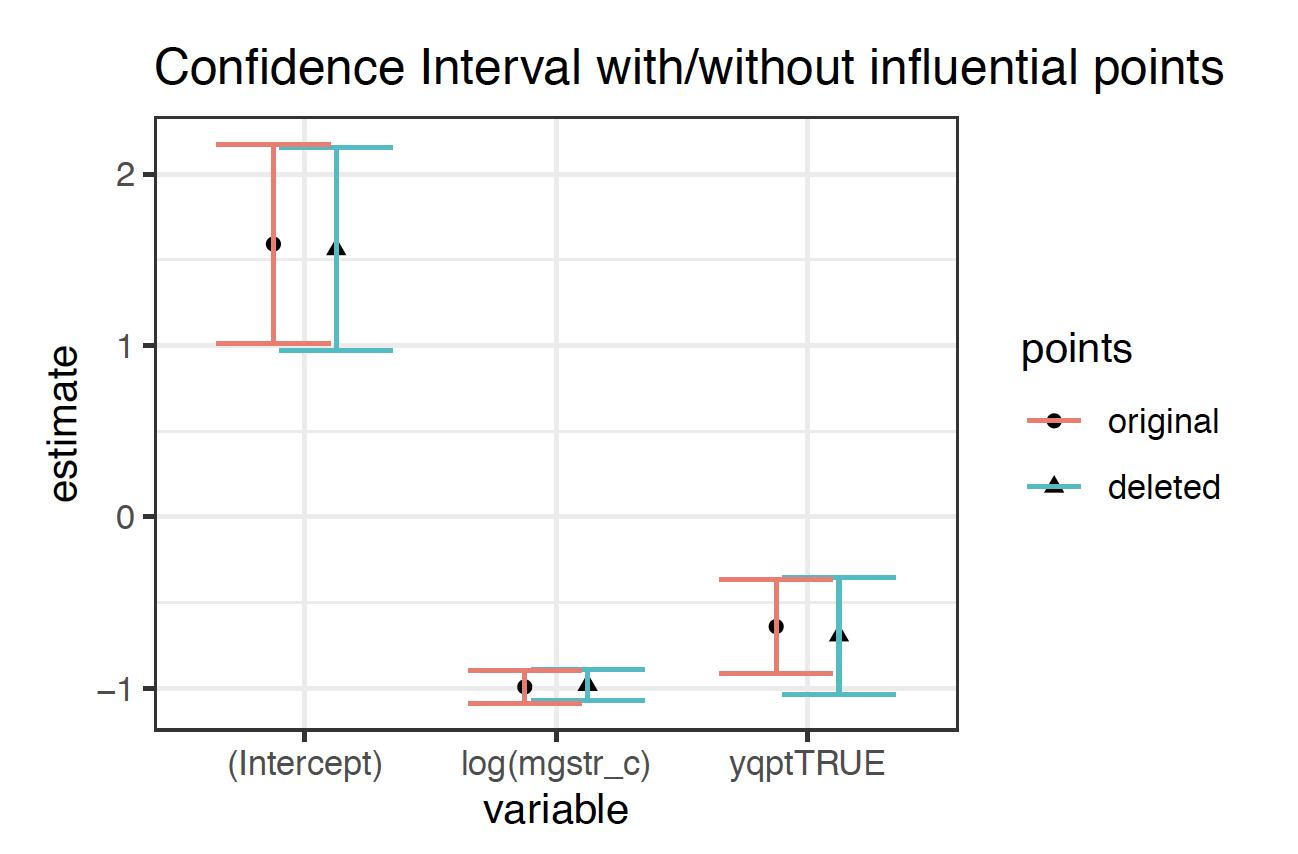 Confidence Interval with/without influential points
2
1
0
−1
estimate
(Intercept) log(mgstr_c) yqptTRUE
variable
points
original
deleted